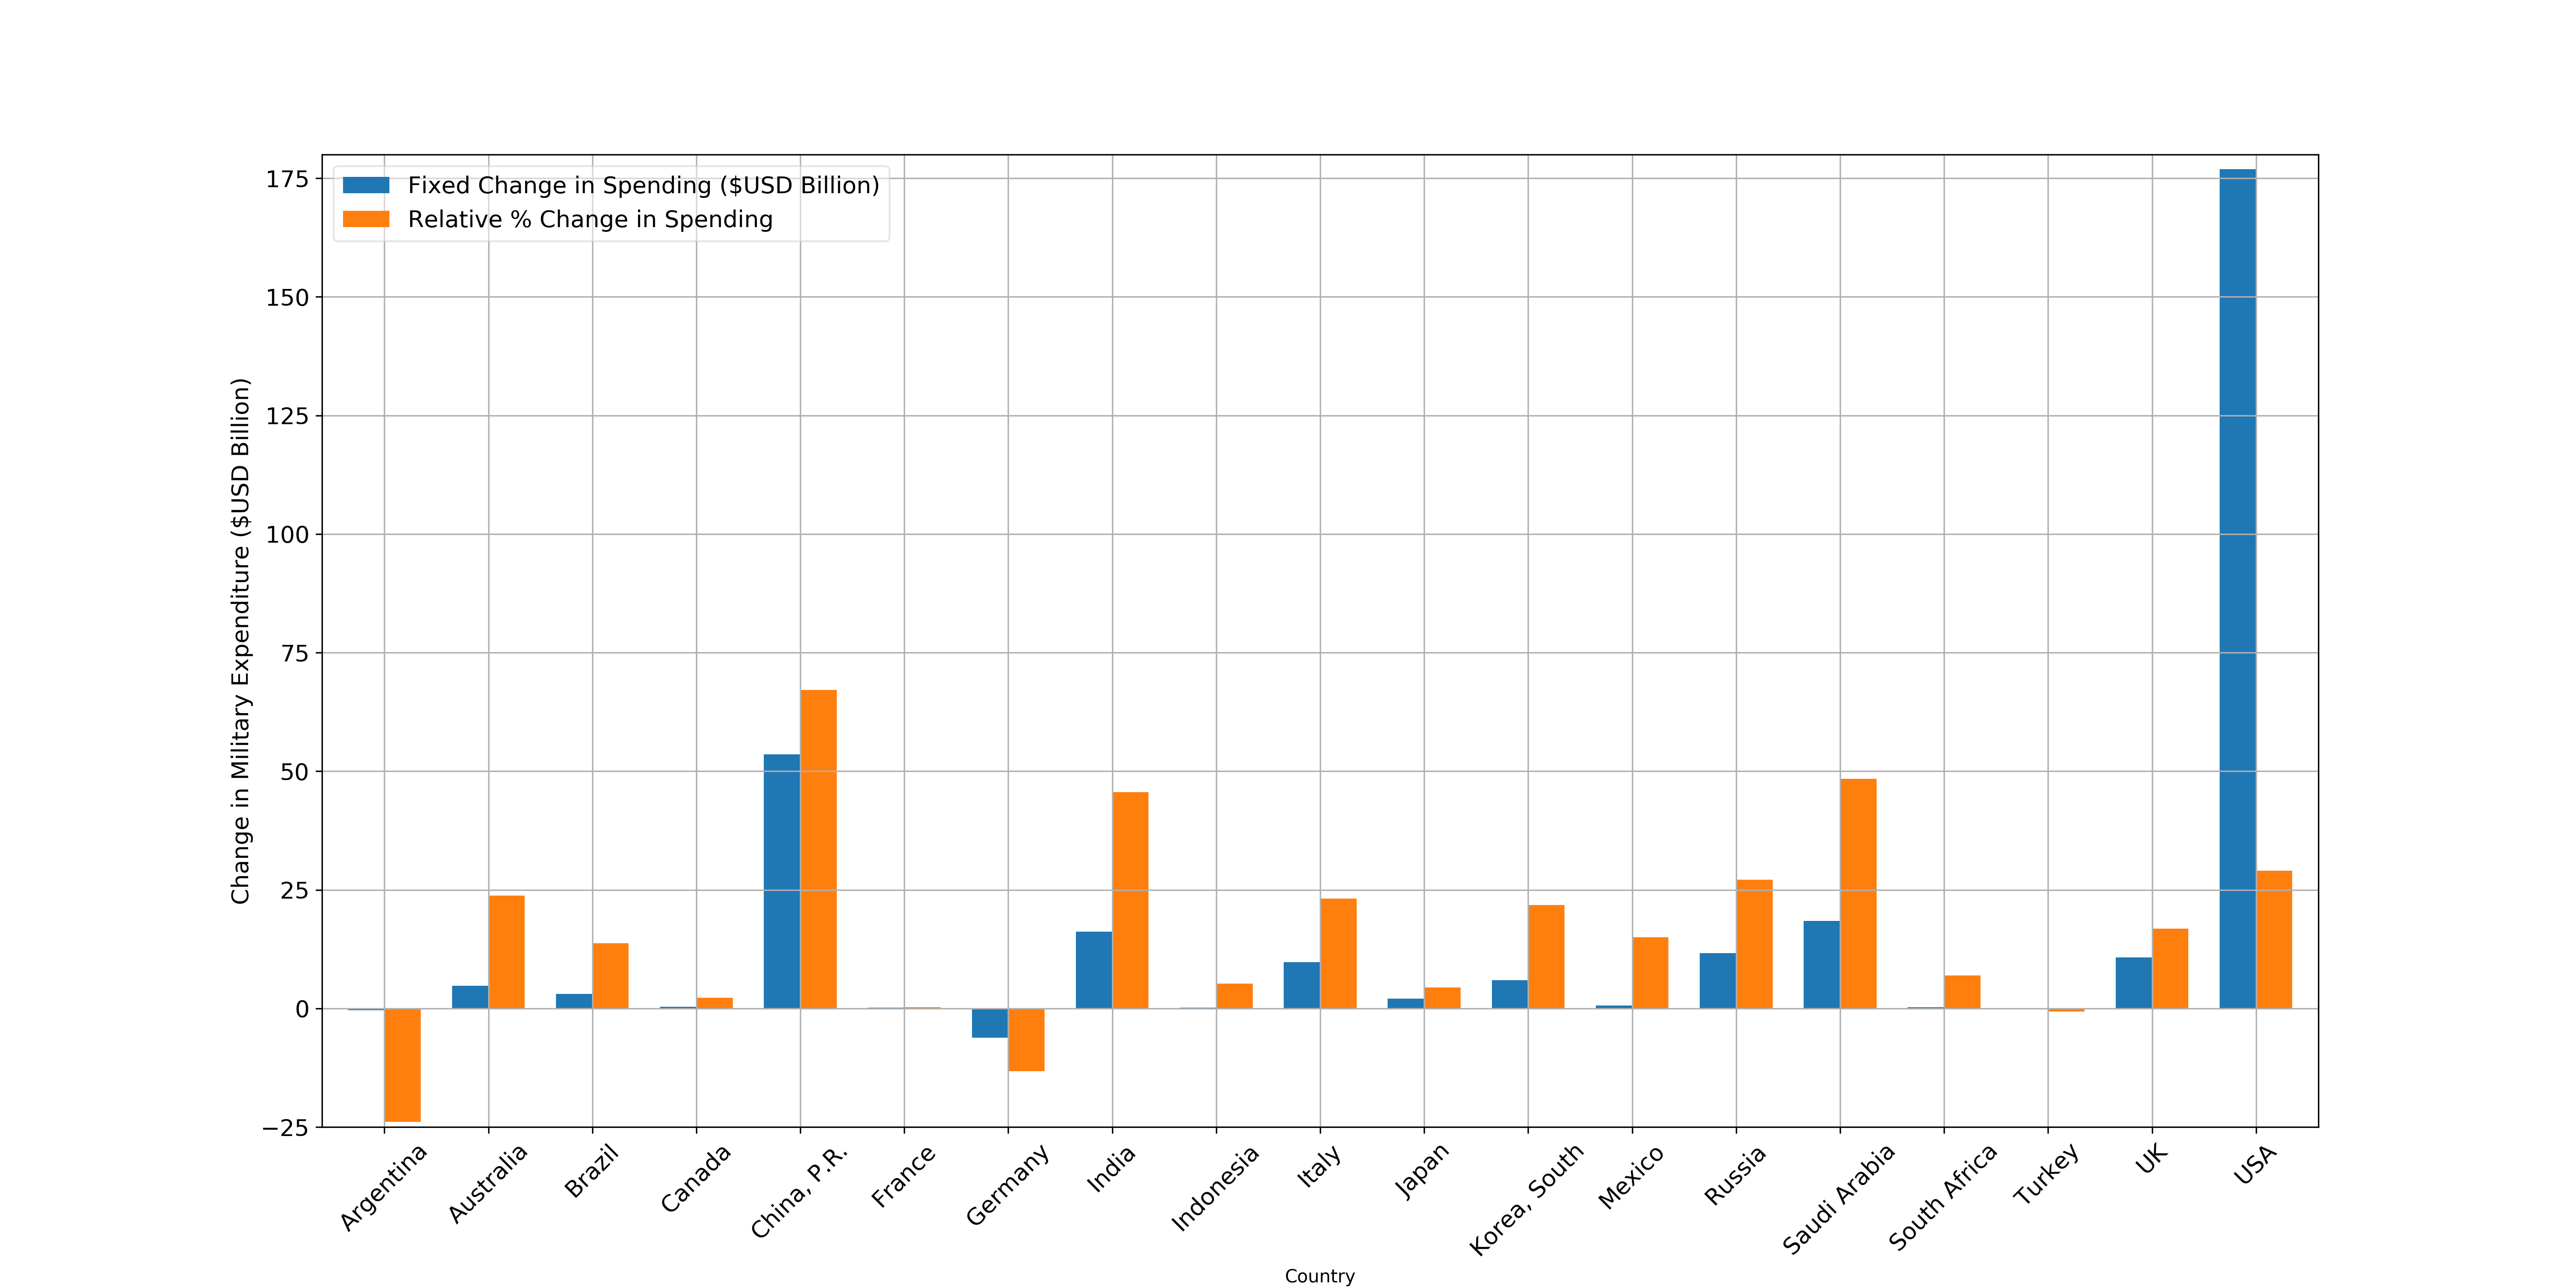 Fixed Change in Spending ($USD Billion)
Relative % Change in Spending
Change in Military Expenditure ($USD Billion)
175
150
125
100
75
50
25
0
−25
Argentina
Australia
Brazil
Canada
China, P.R.
France
Germany
India
Indonesia
Italy
Japan
Korea, South
Mexico
Russia
Saudi Arabia
South Africa
Turkey
UK
USA
Country